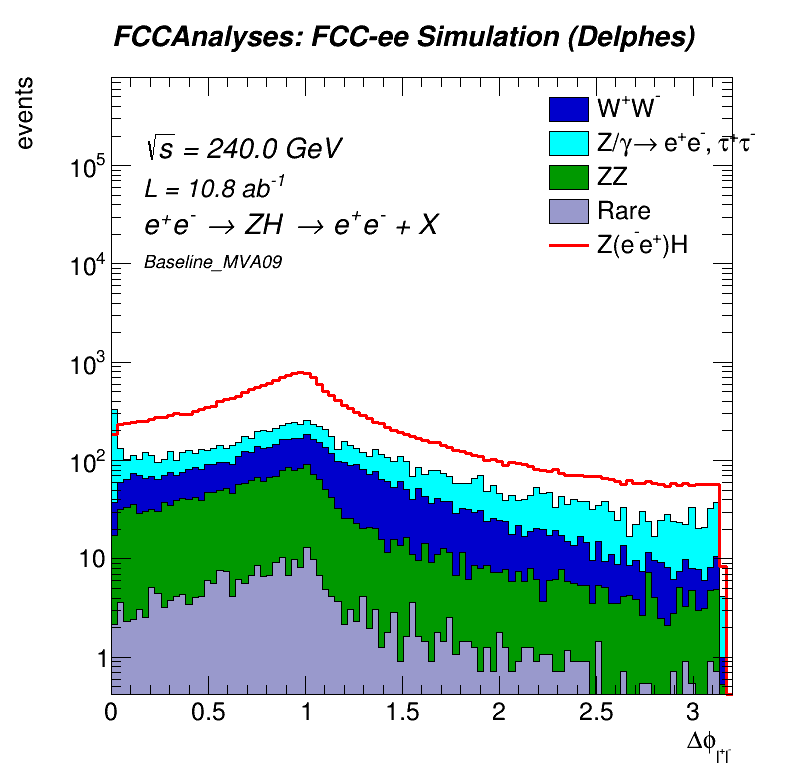 FCCAnalyses: FCC-ee Simulation (Delphes)
events
√s = 240.0 GeV
L = 10.8 ab⁻¹
e⁺e⁻ → ZH → e⁺e⁻ + X
Baseline_MVA09
W⁺W⁻
Z/γ→ e⁺e⁻, τ⁺τ⁻
ZZ
Rare
Z(e⁻e⁺)H
10⁵
10⁴
10³
10²
10
1
0 0.5 1 1.5 2 2.5 3
Δϕ_l⁺l⁻